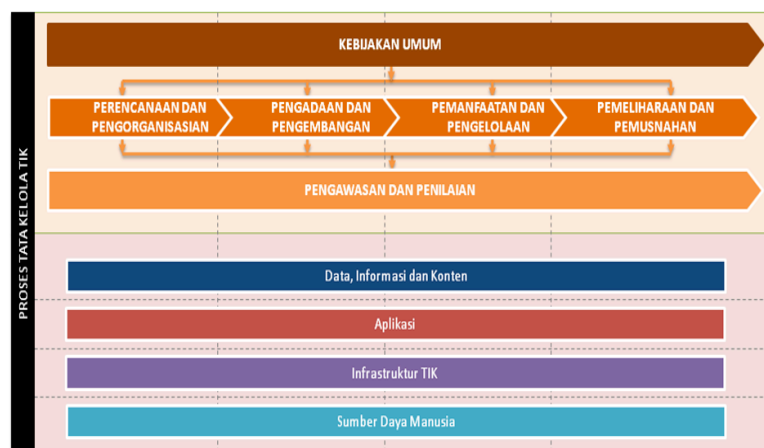 PROSES TATA KELOLA TIK
KEBIJAKAN UMUM
PERENCANAAN DAN
PENGORGANISASIAN
PENGADAAN DAN
PENGEMBANGAN
PEMANFAATAN DAN
PENGELOLAAN
PEMELIHARAAN DAN
PEMUSNAHAN
PENGAWASAN DAN PENILAIAN
Data, Informasi dan Konten
Aplikasi
Infrastruktur TIK
Sumber Daya Manusia